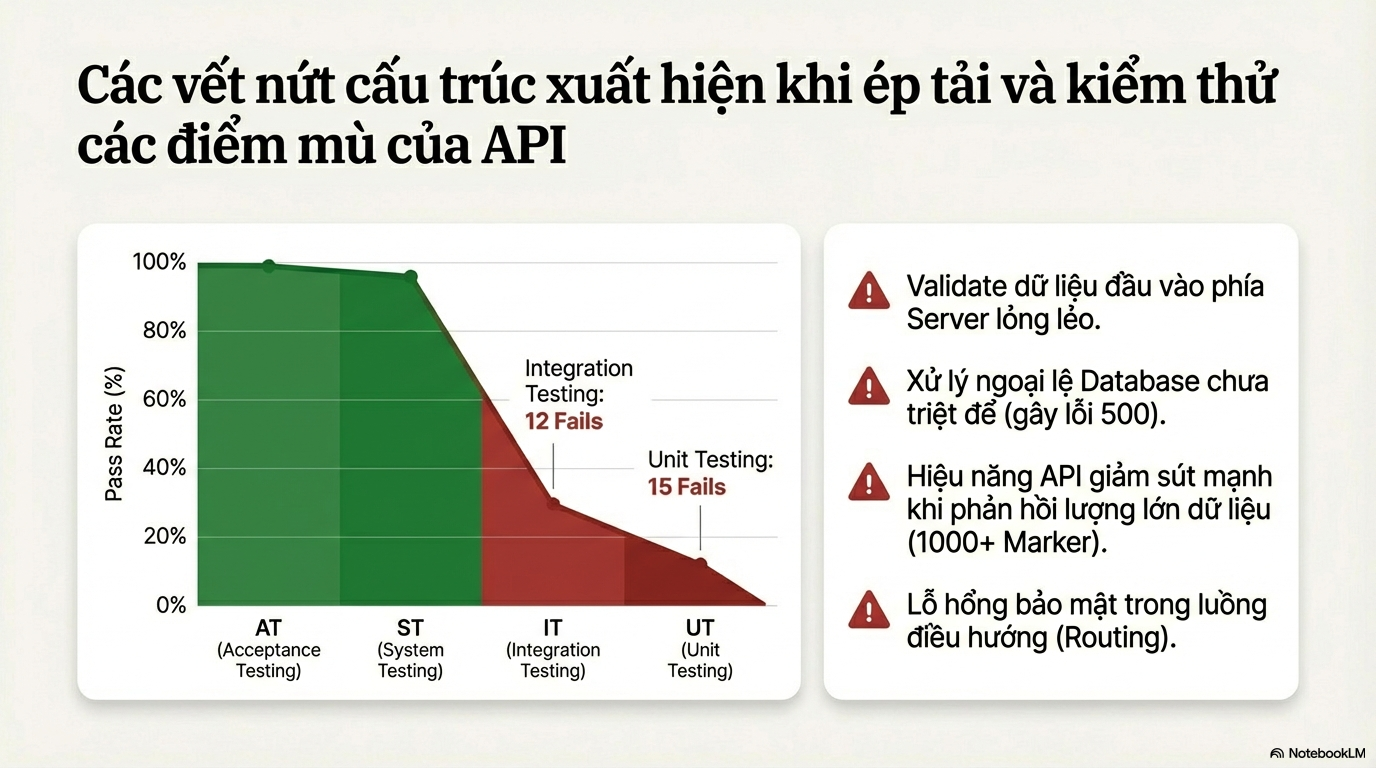 Các vết nứt cấu trúc xuất hiện khi ép tải và kiểm thử
các điểm mù của API
Pass Rate (%)
100%
80%
60%
40%
20%
0%
Integration
Testing:
12 Fails
Unit Testing:
15 Fails
AT
(Acceptance
Testing)
ST
(System
Testing)
IT
(Integration
Testing)
UT
(Unit
Testing)
Validate dữ liệu đầu vào phía
Server lỏng lẻo.
Xử lý ngoại lệ Database chưa
triệt để (gây lỗi 500).
Hiệu năng API giảm sút mạnh
khi phản hồi lượng lớn dữ liệu
(1000+ Marker).
Lỗ hổng bảo mật trong luồng
điều hướng (Routing).
NotebookLM